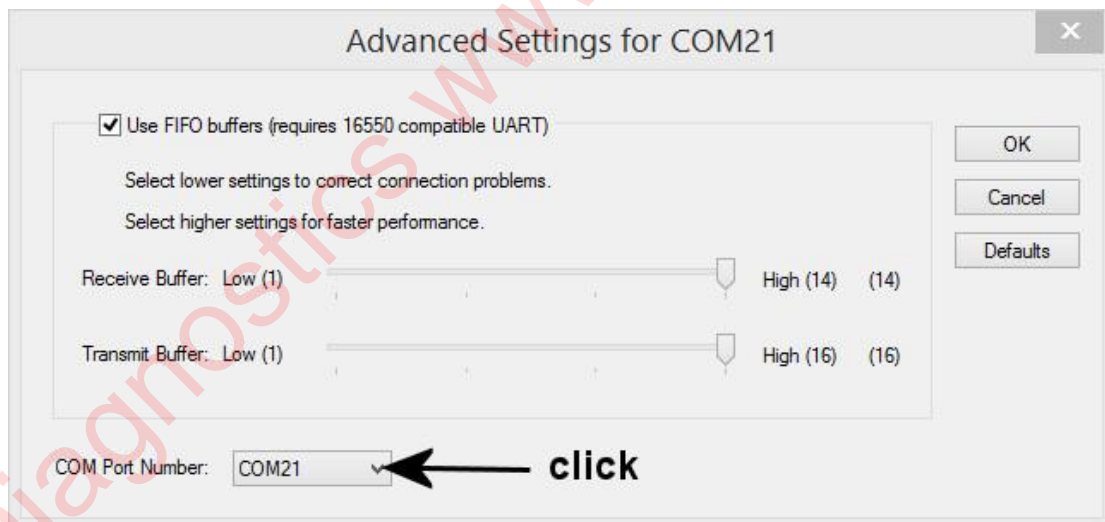 Advanced Settings for COM21
Use FIFO buffers (requires 16550 compatible UART)
OK
Select lower settings to correct connection problems.
Cancel
Select higher settings for faster performance.
Defaults
Receive Buffer: Low (1) High (14) (14)
Transmit Buffer: Low (1) High (16) (16)
COM Port Number: COM21 click
diagnostics www